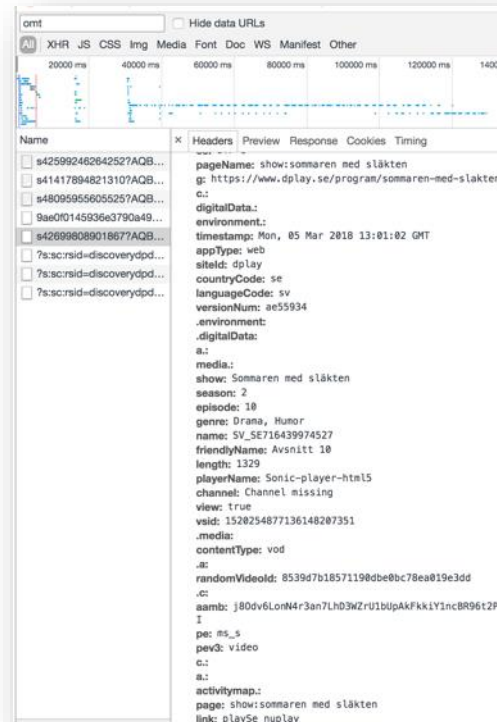 omt
Hide data URLs
All XHR JS CSS Img Media Font Doc WS Manifest Other
20000 ms 40000 ms 60000 ms 80000 ms 100000 ms 120000 ms 1400
Name
s42599246264252?AQB...
s41417894821310?AQB...
s48095955605525?AQB...
9ae0f0145936e3790a49...
s42699808901867?AQB...
?s:sc:rsid=discoverydpd...
?s:sc:rsid=discoverydpd...
?s:sc:rsid=discoverydpd...
× Headers Preview Response Cookies Timing
pageName: show:sommaren med släkten
g: https://www.dplay.se/program/sommaren-med-slakten
c.:
digitalData.:
environment.:
timestamp: Mon, 05 Mar 2018 13:01:02 GMT
appType: web
siteId: dplay
countryCode: se
languageCode: sv
versionNum: ae55934
.environment:
.digitalData:
a.:
media.:
show: Sommaren med släkten
season: 2
episode: 10
genre: Drama, Humor
name: SV_SE716439974527
friendlyName: Avsnitt 10
length: 1329
playerName: Sonic-player-html5
channel: Channel missing
view: true
vsid: 1520254877136148207351
.media:
contentType: vod
.a:
randomVideoId: 8539d7b18571190dbe0bc78ea019e3dd
.c:
aamb: j8Odv6LonN4r3an7LhD3WZrU1bUpAkFkkiY1ncBR96t2P
I
pe: ms_s
pev3: video
c.:
a.:
activitymap.:
page: show:sommaren med släkten
link: playSe nuplay